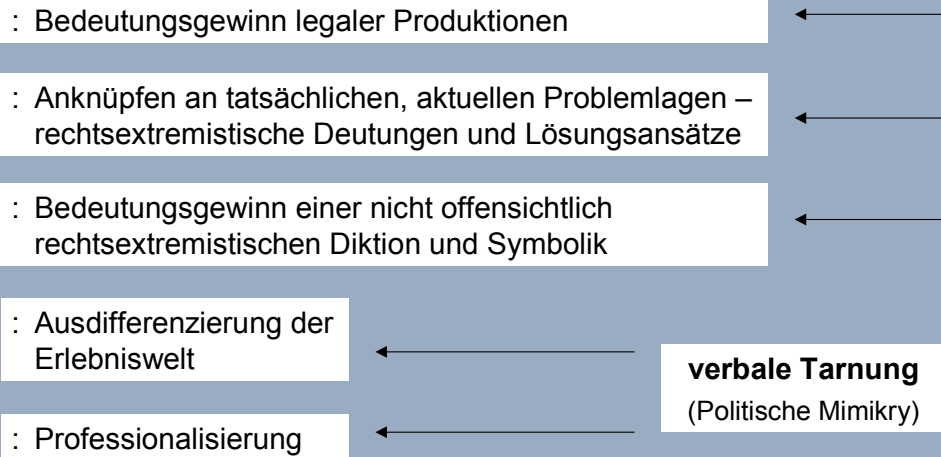 : Bedeutungsgewinn legaler Produktionen
: Anknüpfen an tatsächlichen, aktuellen Problemlagen –
rechtsextremistische Deutungen und Lösungsansätze
: Bedeutungsgewinn einer nicht offensichtlich
rechtsextremistischen Diktion und Symbolik
: Ausdifferenzierung der
Erlebniswelt
verbale Tarnung
(Politische Mimikry)
: Professionalisierung